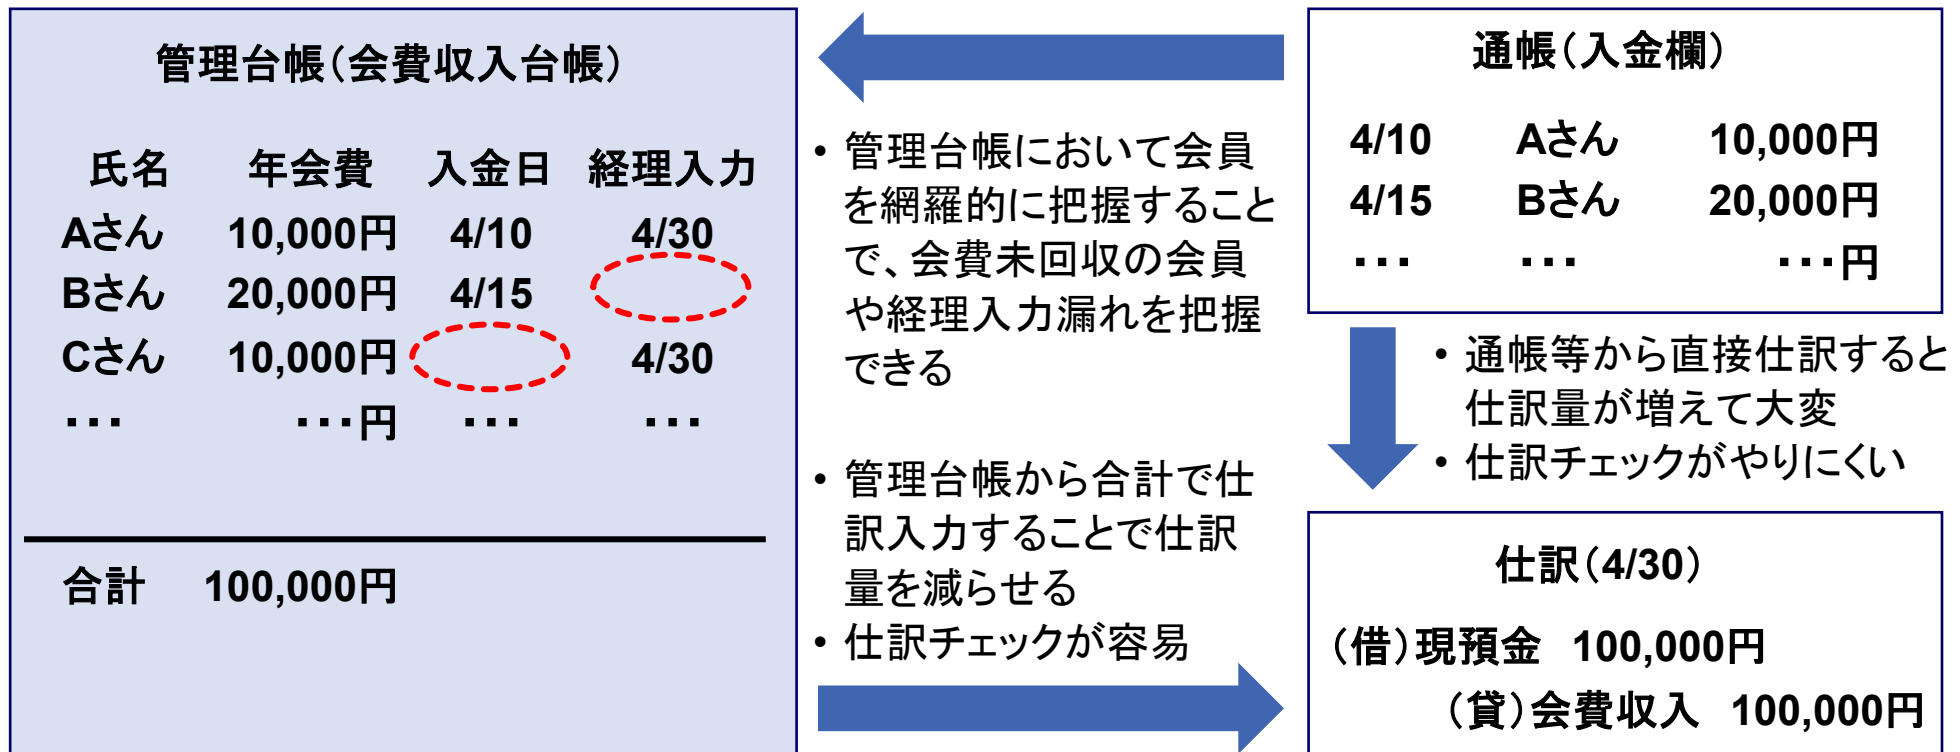 管理台帳（会費収入台帳）
氏名 年会費 入金日 経理入力
Aさん 10,000円 4/10 4/30
Bさん 20,000円 4/15
Cさん 10,000円 4/30
・・・ ・・・円 ・・・ ・・・
合計 100,000円
• 管理台帳において会員
を網羅的に把握すること
で、会費未回収の会員
や経理入力漏れを把握
できる
• 管理台帳から合計で仕
訳入力することで仕訳
量を減らせる
• 仕訳チェックが容易
通帳（入金欄）
4/10 Aさん 10,000円
4/15 Bさん 20,000円
・・・ ・・・ ・・・円
• 通帳等から直接仕訳すると
仕訳量が増えて大変
• 仕訳チェックがやりにくい
仕訳（4/30）
（借）現預金 100,000円
（貸）会費収入 100,000円